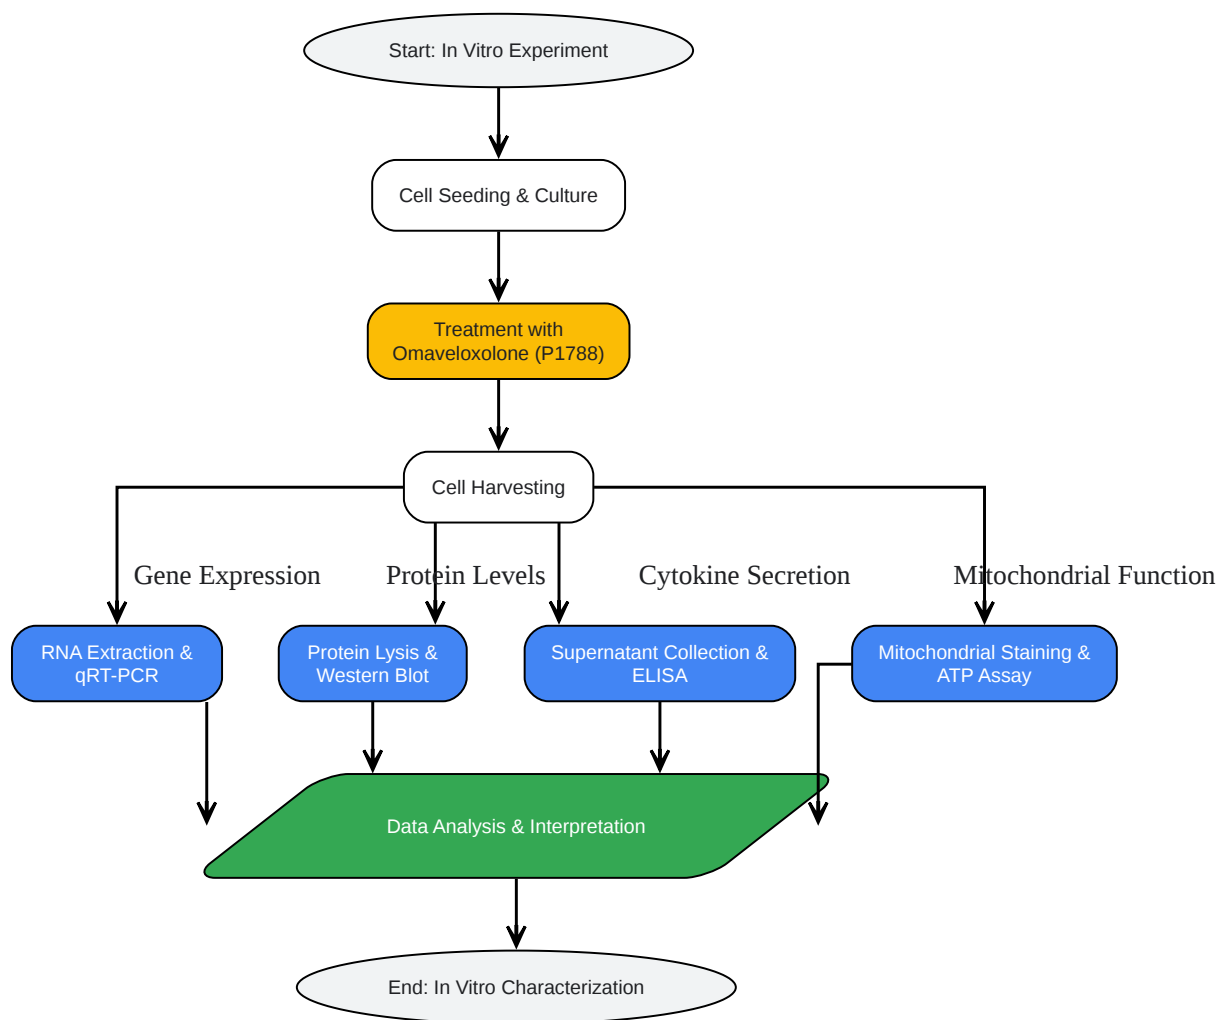 Start: In Vitro Experiment
Cell Seeding & Culture
Treatment with
Omaveloxolone (P1788)
Cell Harvesting
Gene Expression
Protein Levels
Cytokine Secretion
Mitochondrial Function
RNA Extraction &
qRT-PCR
Protein Lysis &
Western Blot
Supernatant Collection &
ELISA
Mitochondrial Staining &
ATP Assay
Data Analysis & Interpretation
End: In Vitro Characterization